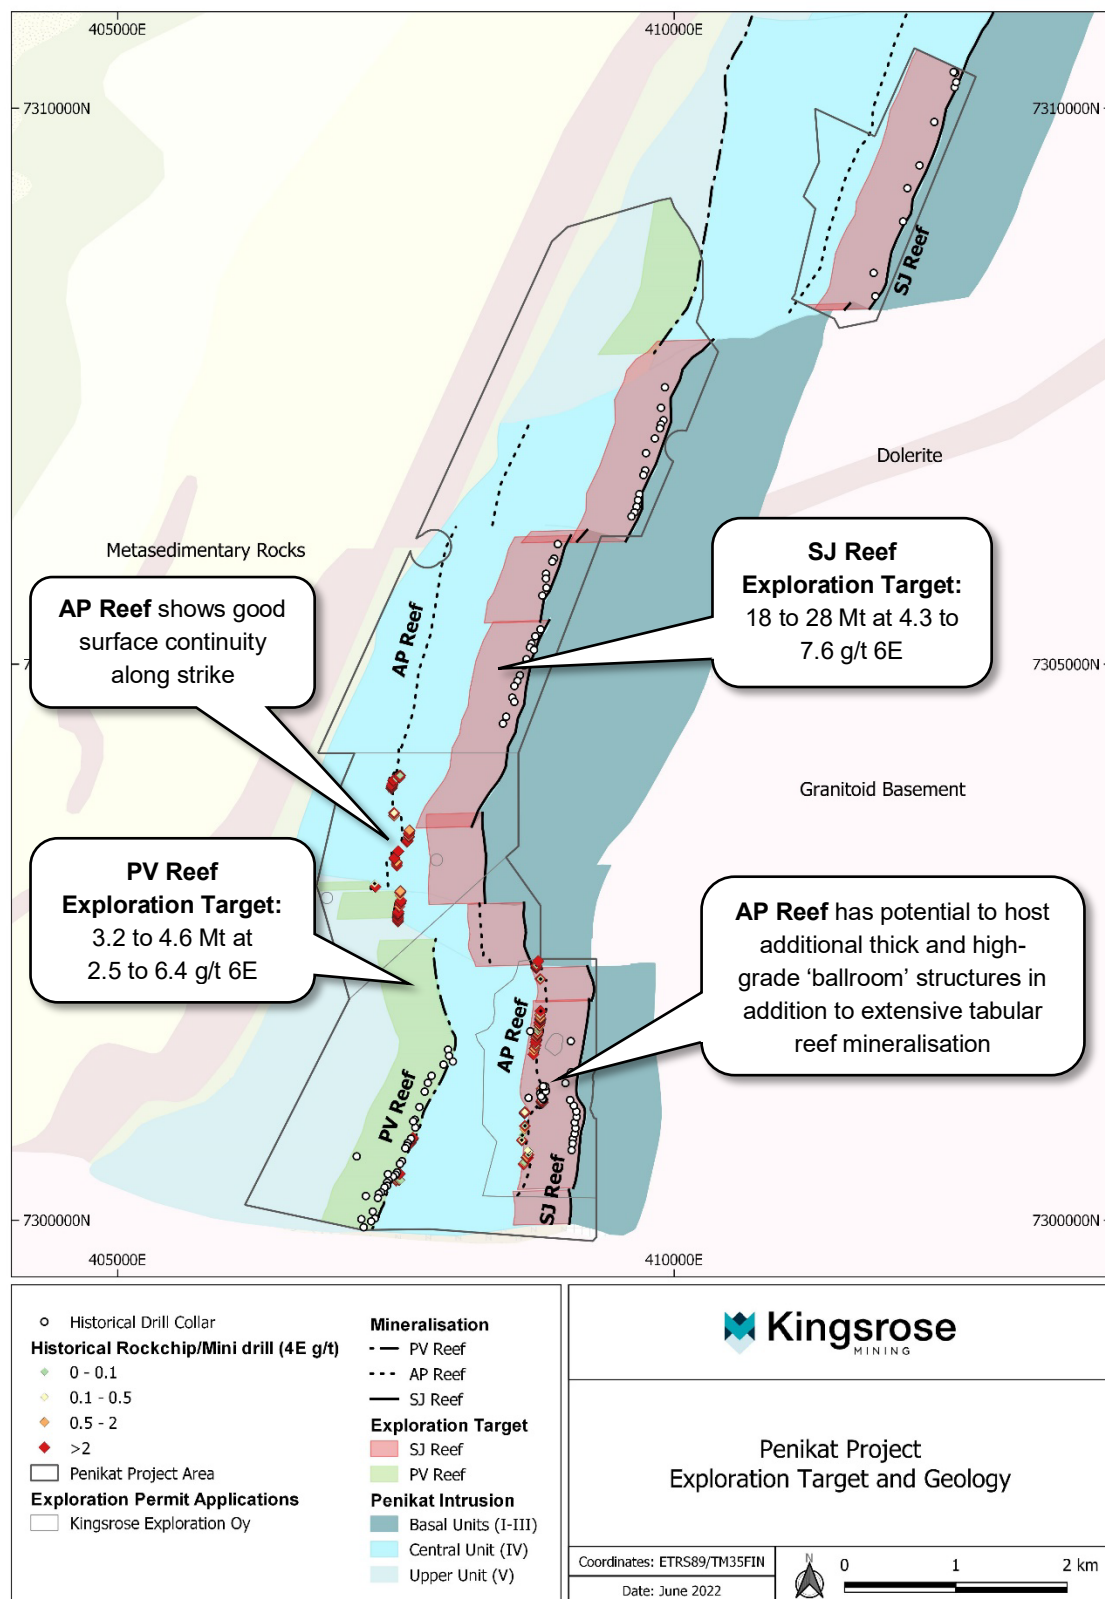 405000E
410000E
7310000N
7310000N
SJ Reef
Dolerite
Metasedimentary Rocks
SJ Reef
Exploration Target:
18 to 28 Mt at 4.3 to
7.6 g/t 6E
AP Reef shows good
surface continuity
along strike
AP Reef
7305000N
Granitoid Basement
PV Reef
Exploration Target:
3.2 to 4.6 Mt at
2.5 to 6.4 g/t 6E
AP Reef has potential to host
additional thick and high-
grade ‘ballroom’ structures in
addition to extensive tabular
reef mineralisation
AP Reef
PV Reef
SJ Reef
7300000N
7300000N
405000E
410000E
Historical Drill Collar
Historical Rockchip/Mini drill (4E g/t)
0 - 0.1
0.1 - 0.5
0.5 - 2
>2
Penikat Project Area
Exploration Permit Applications
Kingsrose Exploration Oy
Mineralisation
PV Reef
AP Reef
SJ Reef
Exploration Target
SJ Reef
PV Reef
Penikat Intrusion
Basal Units (I-III)
Central Unit (IV)
Upper Unit (V)
Kingsrose
MINING
Penikat Project
Exploration Target and Geology
Coordinates: ETRS89/TM35FIN
Date: June 2022
N
0 1 2 km